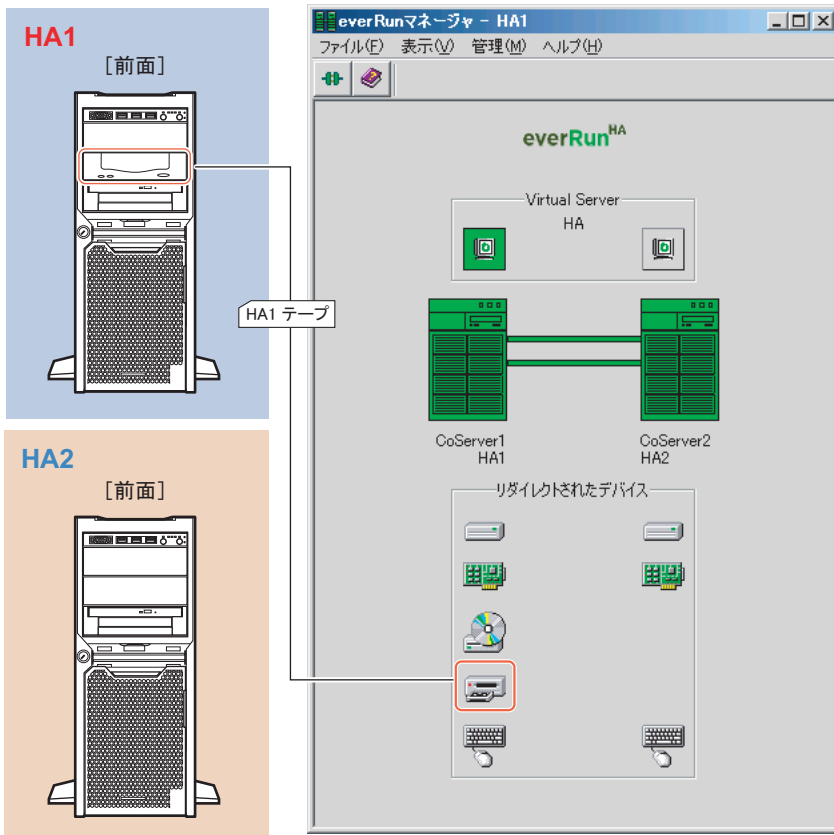 HA1
[前面]
HA1 テープ
HA2
[前面]
everRunマネージャ - HA1
ファイル(F) 表示(V) 管理(M) ヘルプ(H)
everRunHA
Virtual Server
HA
CoServer1
HA1
CoServer2
HA2
リダイレクトされたデバイス